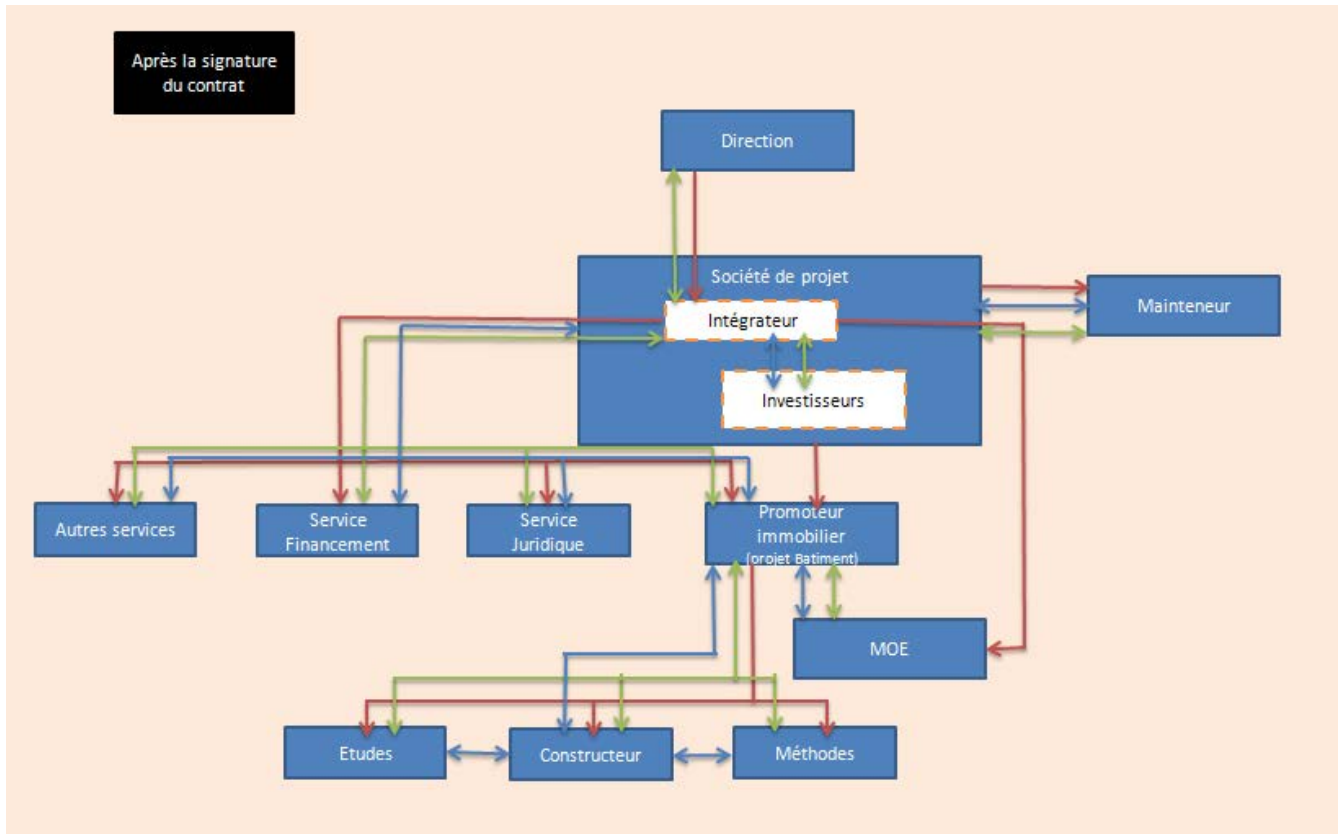 Après la signature
du contrat
Direction
Société de projet
Intégrateur
Mainteneur
Investisseurs
Autres services
Service
Financement
Service
Juridique
Promoteur
immobilier
(projet Batiment)
MOE
Etudes
Constructeur
Méthodes